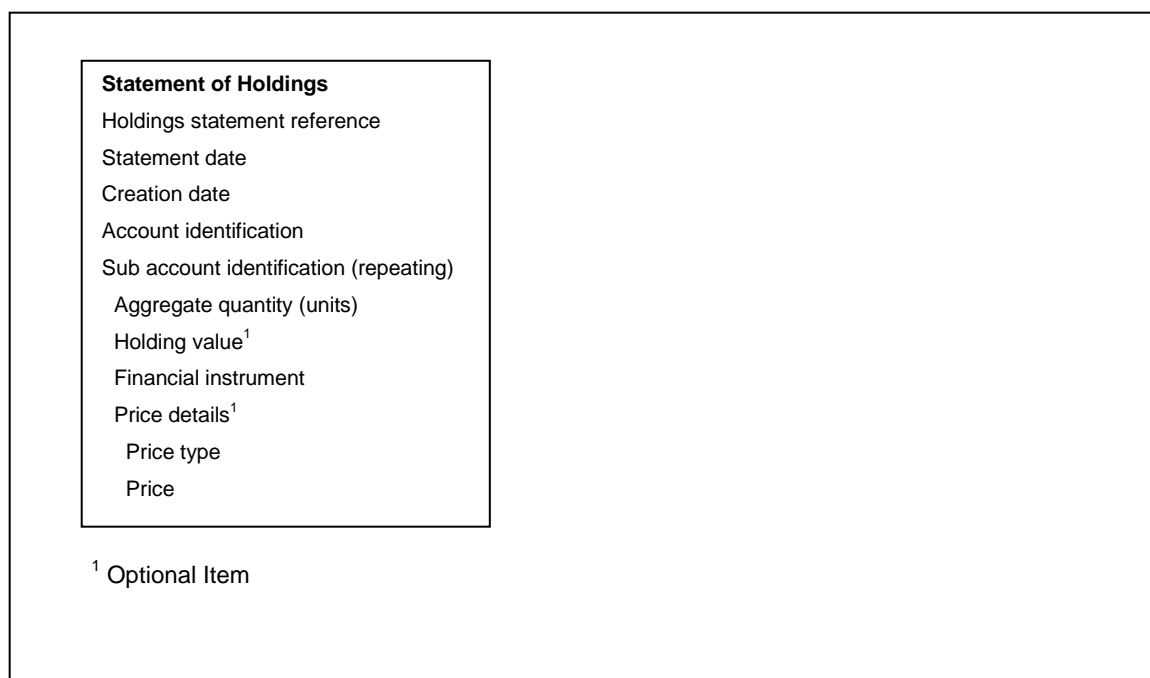 Statement of Holdings
Holdings statement reference
Statement date
Creation date
Account identification
Sub account identification (repeating)
Aggregate quantity (units)
Holding value¹
Financial instrument
Price details¹
Price type
Price
¹ Optional Item